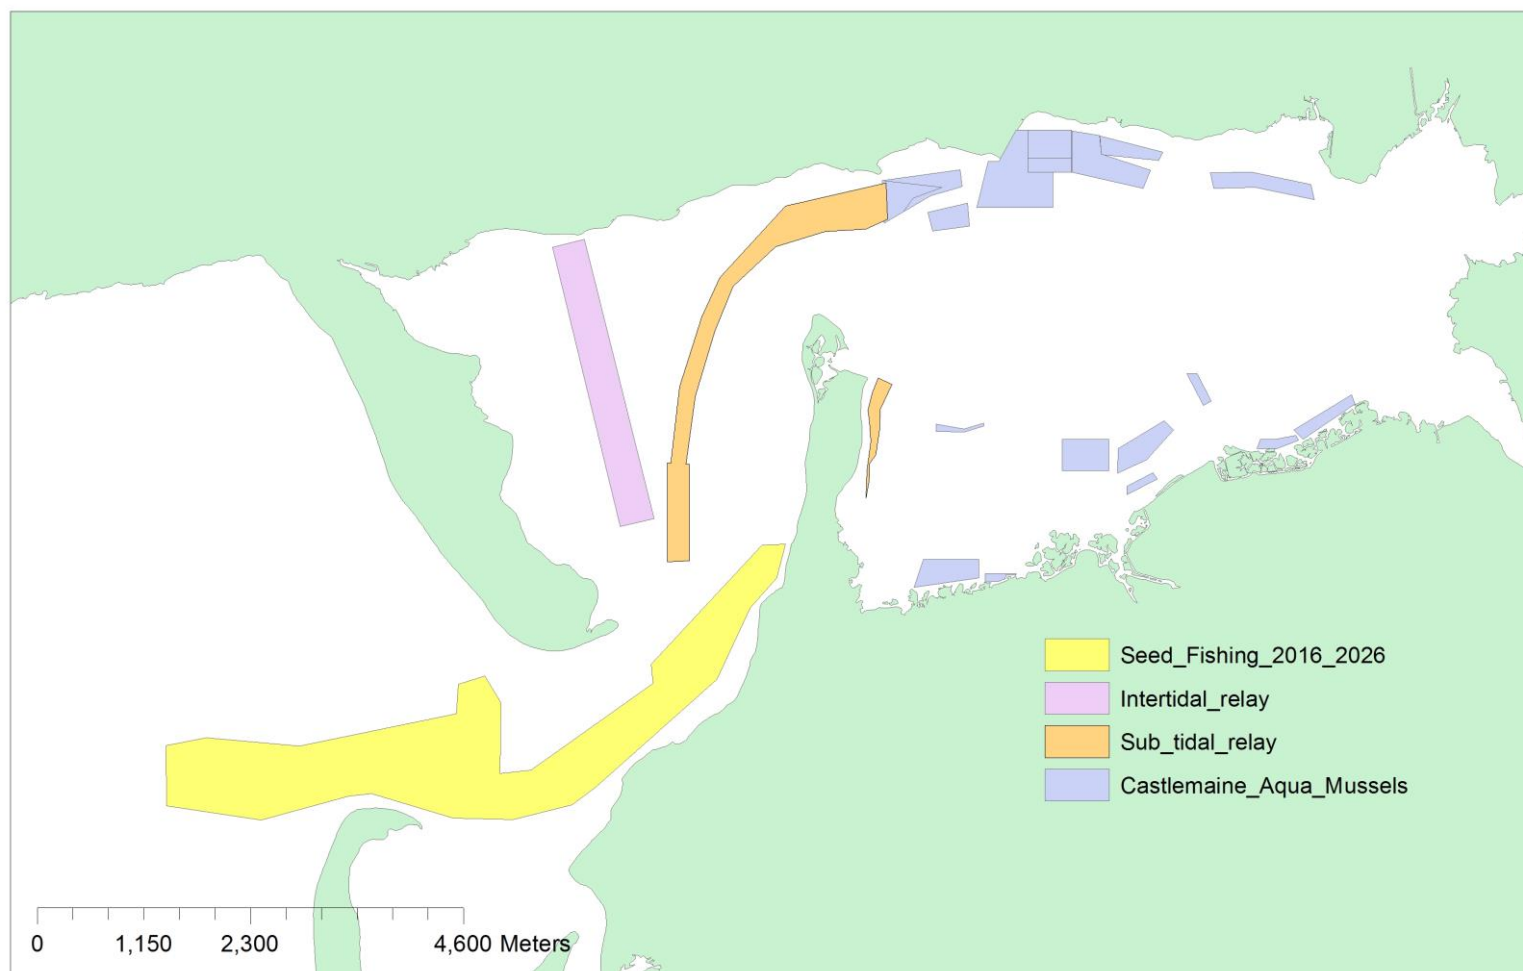 Seed_Fishing_2016_2026
Intertidal_relay
Sub_tidal_relay
Castlemaine_Aqua_Mussels
0 1,150 2,300 4,600 Meters